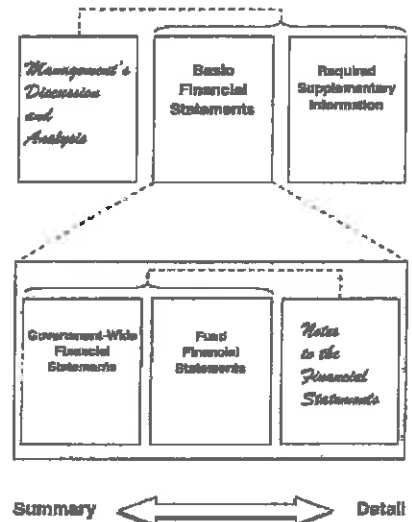 Management's
Discussion
and
Analysis
Basic
Financial
Statements
Required
Supplementary
Information
Government-Wide
Financial
Statements
Fund
Financial
Statements
Notes
to the
Financial
Statements
Summary
Detail